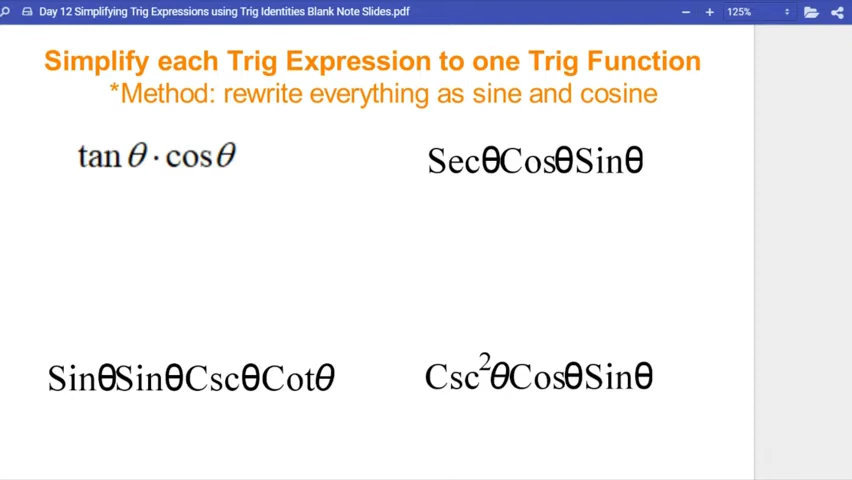 Day 12 Simplifying Trig Expressions using Trig Identities Blank Note Slides.pdf
125%
Simplify each Trig Expression to one Trig Function
*Method: rewrite everything as sine and cosine
tan θ · cos θ
SecθCosθSinθ
SinθSinθCscθCotθ
Csc²θCosθSinθ